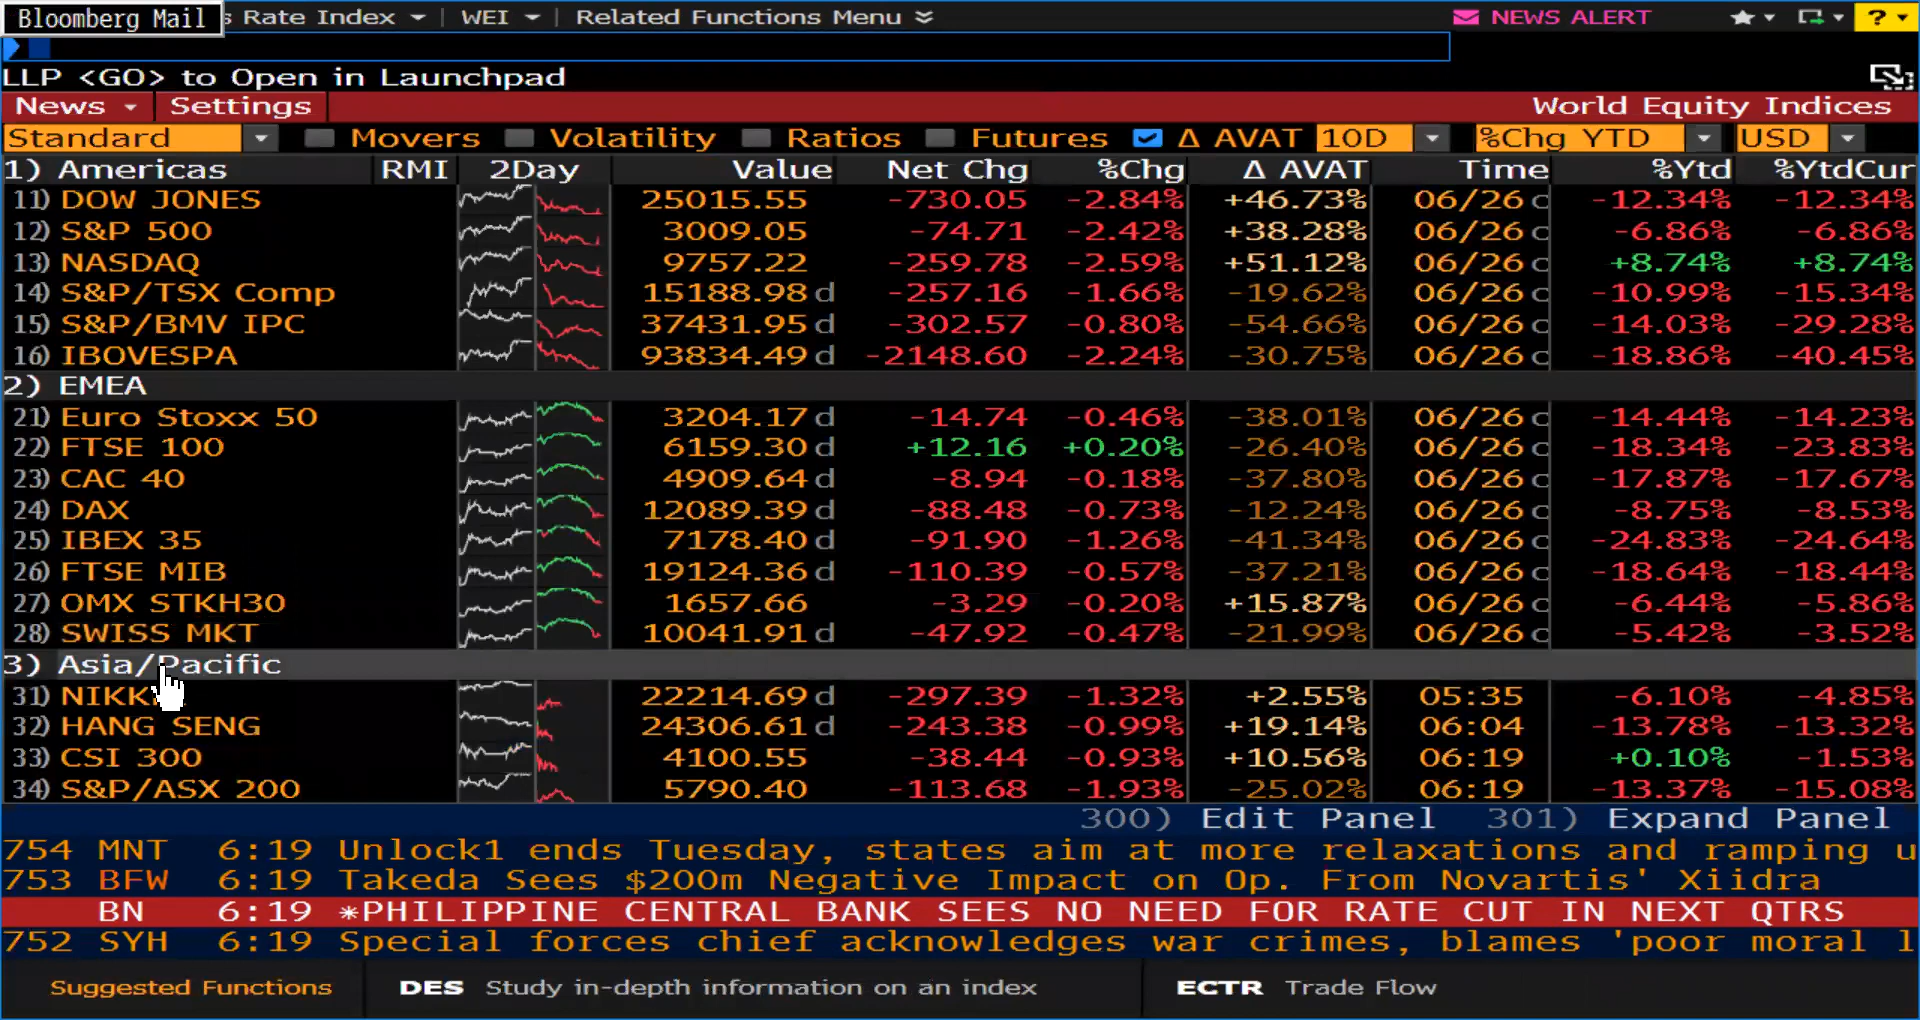 Bloomberg Mail s Rate Index WEI Related Functions Menu NEWS ALERT ?
LLP <GO> to Open in Launchpad
News Settings World Equity Indices
Standard Movers Volatility Ratios Futures Δ AVAT 10D %Chg YTD USD
1) Americas RMI 2Day Value Net Chg %Chg Δ AVAT Time %Ytd %YtdCur
11) DOW JONES 25015.55 -730.05 -2.84% +46.73% 06/26 c -12.34% -12.34%
12) S&P 500 3009.05 -74.71 -2.42% +38.28% 06/26 c -6.86% -6.86%
13) NASDAQ 9757.22 -259.78 -2.59% +51.12% 06/26 c +8.74% +8.74%
14) S&P/TSX Comp 15188.98 d -257.16 -1.66% -19.62% 06/26 c -10.99% -15.34%
15) S&P/BMV IPC 37431.95 d -302.57 -0.80% -54.66% 06/26 c -14.03% -29.28%
16) IBOVESPA 93834.49 d -2148.60 -2.24% -30.75% 06/26 c -18.86% -40.45%
2) EMEA
21) Euro Stoxx 50 3204.17 d -14.74 -0.46% -38.01% 06/26 c -14.44% -14.23%
22) FTSE 100 6159.30 d +12.16 +0.20% -26.40% 06/26 c -18.34% -23.83%
23) CAC 40 4909.64 d -8.94 -0.18% -37.80% 06/26 c -17.87% -17.67%
24) DAX 12089.39 d -88.48 -0.73% -12.24% 06/26 c -8.75% -8.53%
25) IBEX 35 7178.40 d -91.90 -1.26% -41.34% 06/26 c -24.83% -24.64%
26) FTSE MIB 19124.36 d -110.39 -0.57% -37.21% 06/26 c -18.64% -18.44%
27) OMX STKH30 1657.66 -3.29 -0.20% +15.87% 06/26 c -6.44% -5.86%
28) SWISS MKT 10041.91 d -47.92 -0.47% -21.99% 06/26 c -5.42% -3.52%
3) Asia/Pacific
31) NIKK 22214.69 d -297.39 -1.32% +2.55% 05:35 -6.10% -4.85%
32) HANG SENG 24306.61 d -243.38 -0.99% +19.14% 06:04 -13.78% -13.32%
33) CSI 300 4100.55 -38.44 -0.93% +10.56% 06:19 +0.10% -1.53%
34) S&P/ASX 200 5790.40 -113.68 -1.93% -25.02% 06:19 -13.37% -15.08%
300) Edit Panel 301) Expand Panel
754 MNT 6:19 Unlock1 ends Tuesday, states aim at more relaxations and ramping u
753 BFW 6:19 Takeda Sees $200m Negative Impact on Op. From Novartis' Xiidra
BN 6:19 *PHILIPPINE CENTRAL BANK SEES NO NEED FOR RATE CUT IN NEXT QTRS
752 SYH 6:19 Special forces chief acknowledges war crimes, blames 'poor moral l
Suggested Functions DES Study in-depth information on an index ECTR Trade Flow